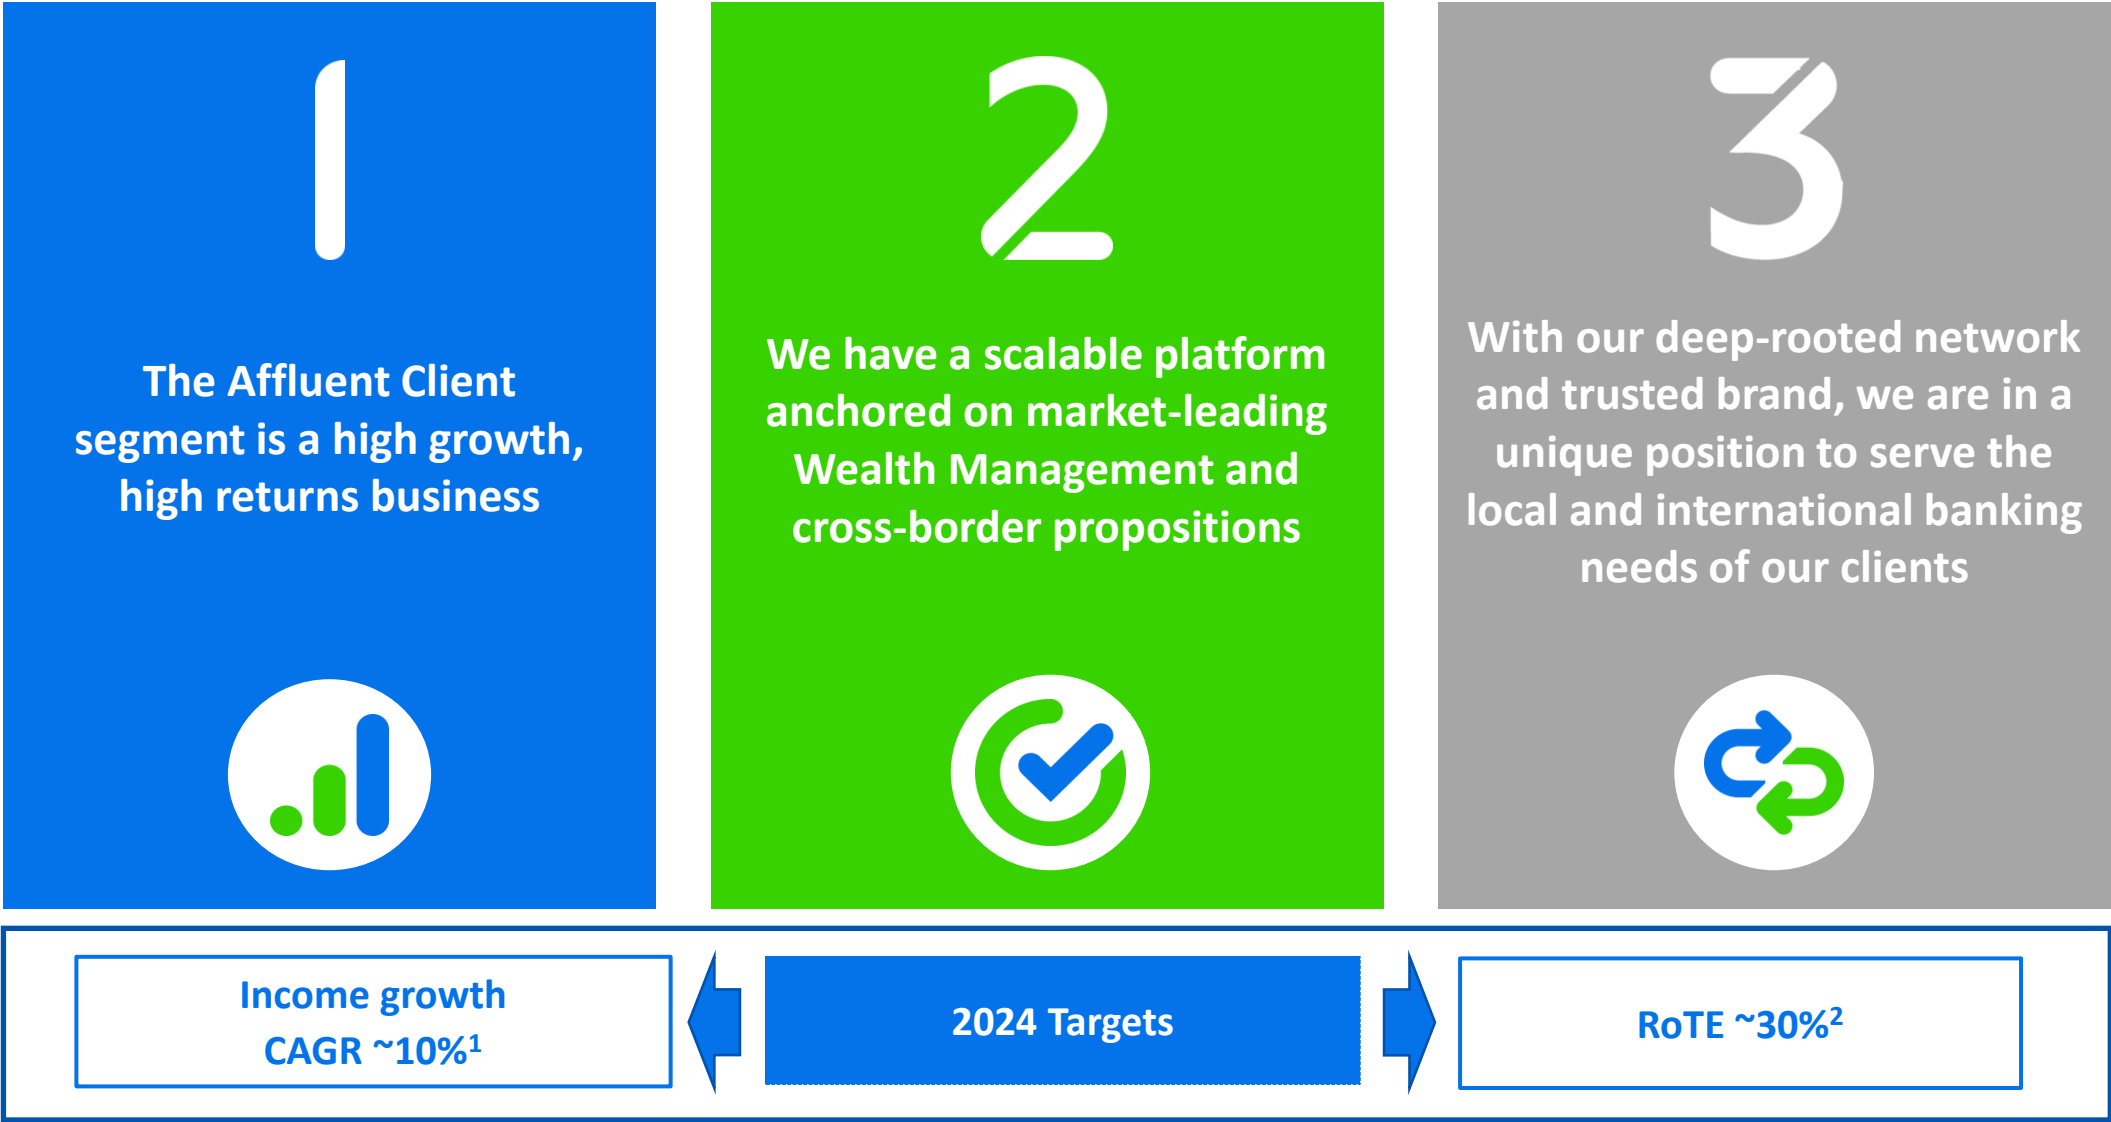 1
The Affluent Client
segment is a high growth,
high returns business
2
We have a scalable platform
anchored on market-leading
Wealth Management and
cross-border propositions
3
With our deep-rooted network
and trusted brand, we are in a
unique position to serve the
local and international banking
needs of our clients
Income growth
CAGR ~10%¹
2024 Targets
RoTE ~30%²